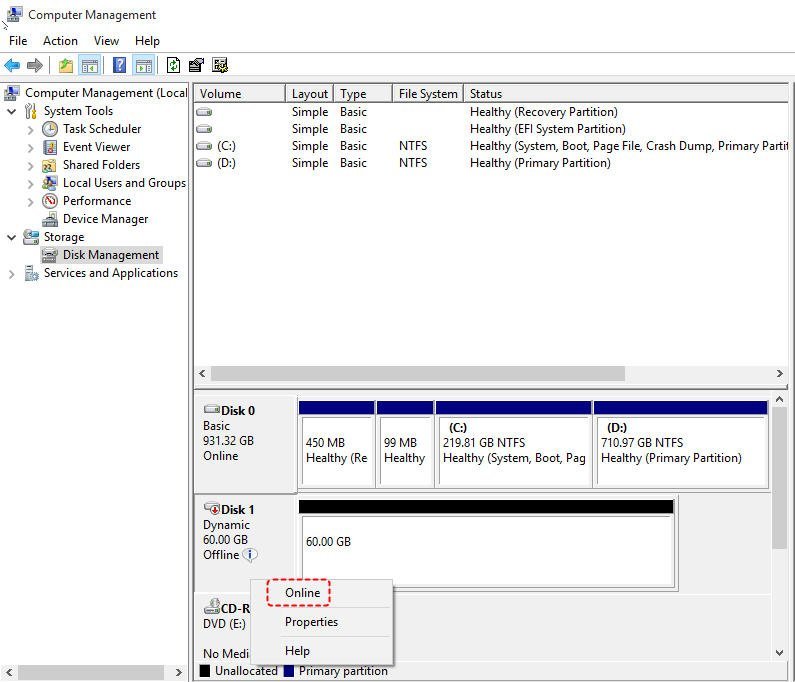 Computer Management
File Action View Help
Computer Management (Local
System Tools
Task Scheduler
Event Viewer
Shared Folders
Local Users and Groups
Performance
Device Manager
Storage
Disk Management
Services and Applications
Volume Layout Type File System Status
Simple Basic Healthy (Recovery Partition)
Simple Basic Healthy (EFI System Partition)
(C:) Simple Basic NTFS Healthy (System, Boot, Page File, Crash Dump, Primary Partit
(D:) Simple Basic NTFS Healthy (Primary Partition)
Disk 0
Basic
931.32 GB
Online
450 MB
Healthy (Re
99 MB
Healthy
(C:)
219.81 GB NTFS
Healthy (System, Boot, Pag
(D:)
710.97 GB NTFS
Healthy (Primary Partition)
Disk 1
Dynamic
60.00 GB
Offline
60.00 GB
Online
Properties
Help
CD-R
DVD (E:)
No Medi
Unallocated Primary partition